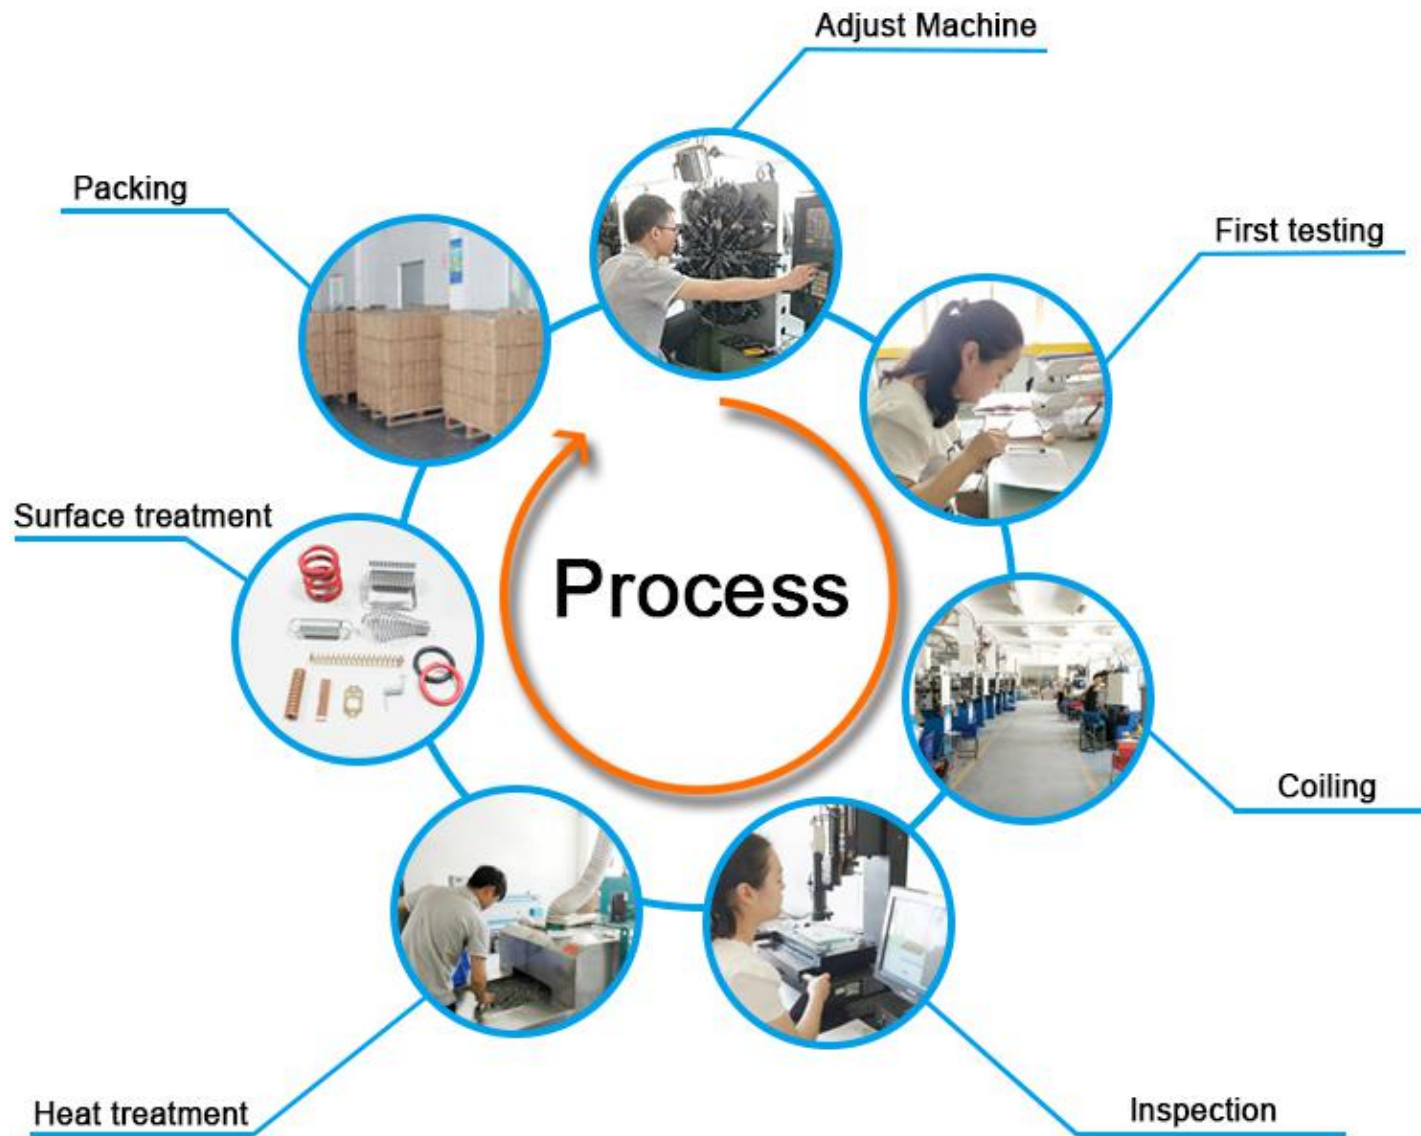 Adjust Machine
Packing
First testing
Surface treatment
Process
Coiling
Heat treatment
Inspection